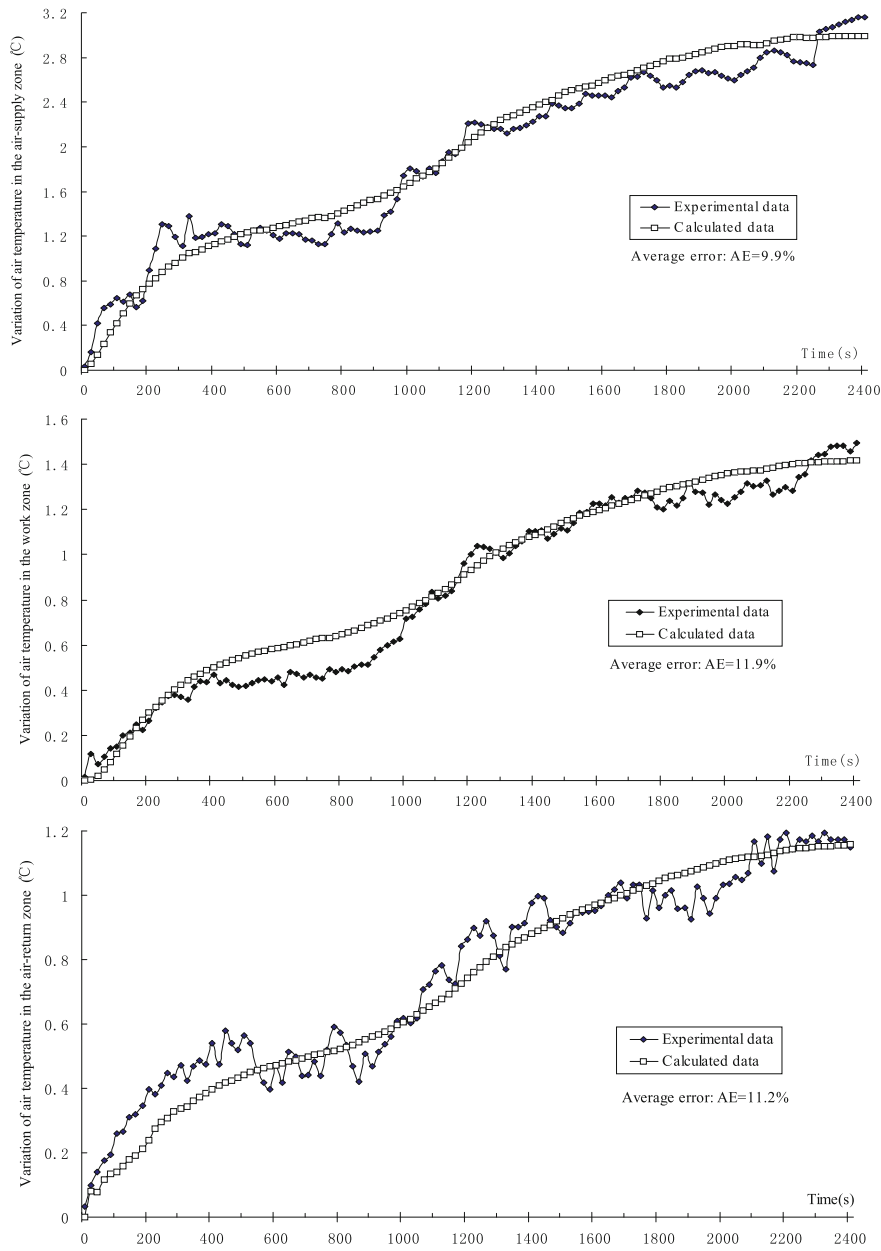 Variation of air temperature in the air-supply zone (℃)
3.2
2.8
2.4
2
1.6
1.2
0.8
0.4
0
Experimental data
Calculated data
Average error: AE=9.9%
Time(s)
0 200 400 600 800 1000 1200 1400 1600 1800 2000 2200 2400
Variation of air temperature in the work zone (℃)
1.6
1.4
1.2
1
0.8
0.6
0.4
0.2
0
Experimental data
Calculated data
Average error: AE=11.9%
Time(s)
0 200 400 600 800 1000 1200 1400 1600 1800 2000 2200 2400
Variation of air temperature in the air-return zone (℃)
1.2
1
0.8
0.6
0.4
0.2
0
Experimental data
Calculated data
Average error: AE=11.2%
Time(s)
0 200 400 600 800 1000 1200 1400 1600 1800 2000 2200 2400